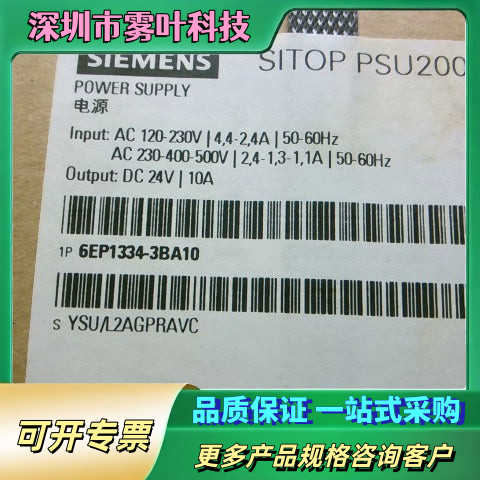 深圳市雾叶科技
SIEMENS SITOP PSU200
POWER SUPPLY
电源
Input: AC 120-230V | 4,4-2,4A | 50-60Hz
AC 230-400-500V | 2,4-1,3-1,1A | 50-60Hz
Output: DC 24V | 10A
1P 6EP1334-3BA10
S YSU/L2AGPRAVC
品质保证 一站式采购
可开专票
更多产品规格咨询客户